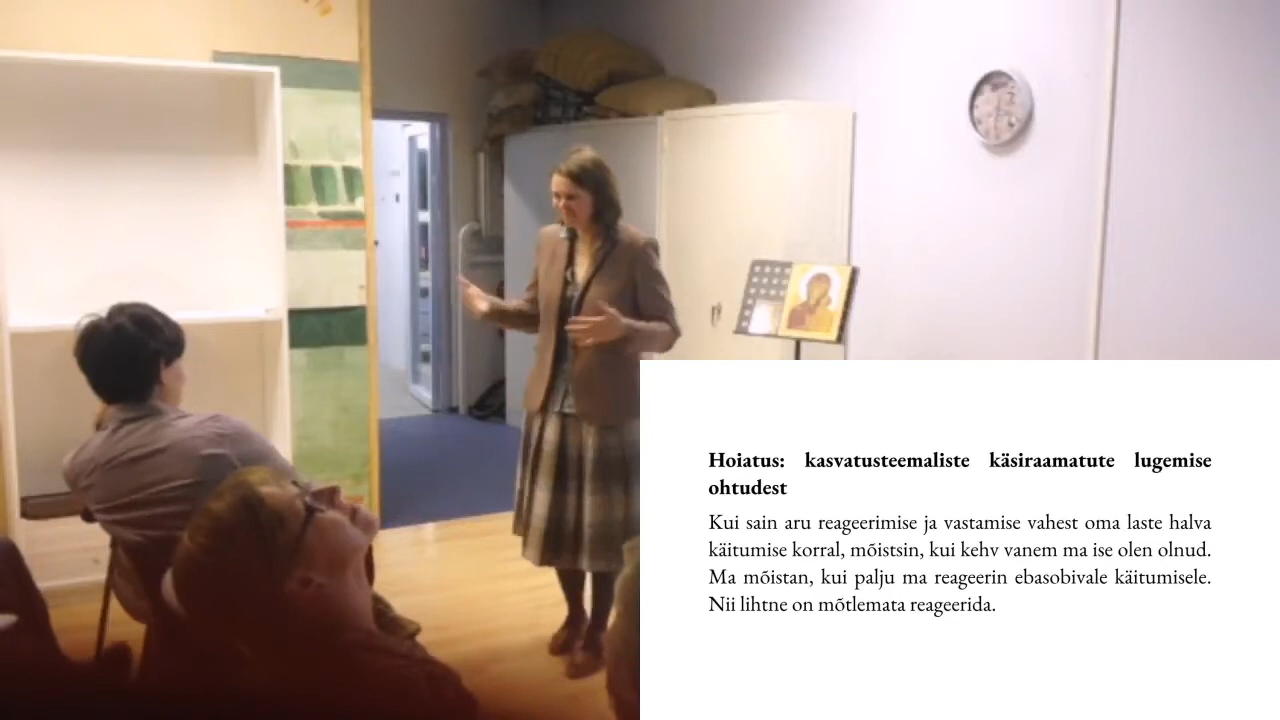 Hoiatus: kasvatusteemaliste käsiraamatute lugemise
ohtudest
Kui sain aru reageerimise ja vastamise vahest oma laste halva
käitumise korral, mõistsin, kui kehv vanem ma ise olen olnud.
Ma mõistan, kui palju ma reageerin ebasobivale käitumisele.
Nii lihtne on mõtlemata reageerida.